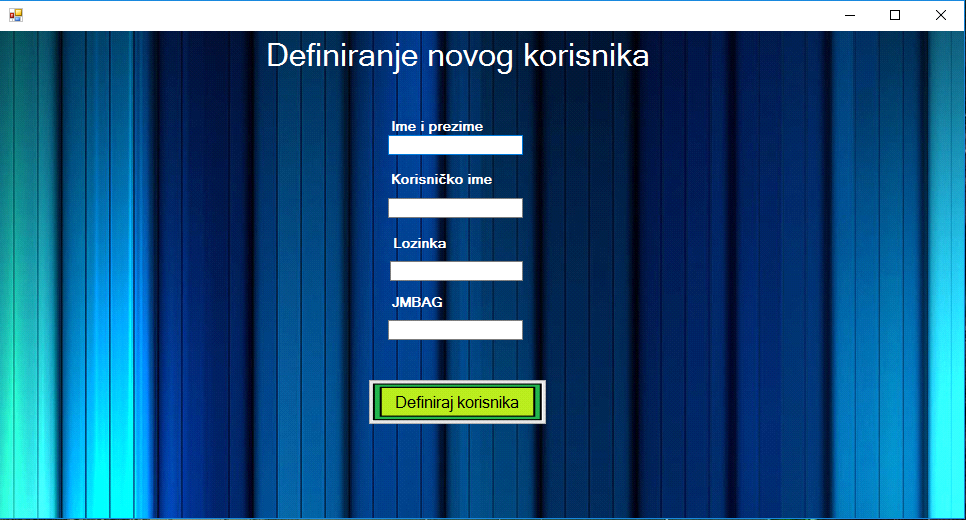 Definiranje novog korisnika
Ime i prezime
Korisničko ime
Lozinka
JMBAG
Definiraj korisnika